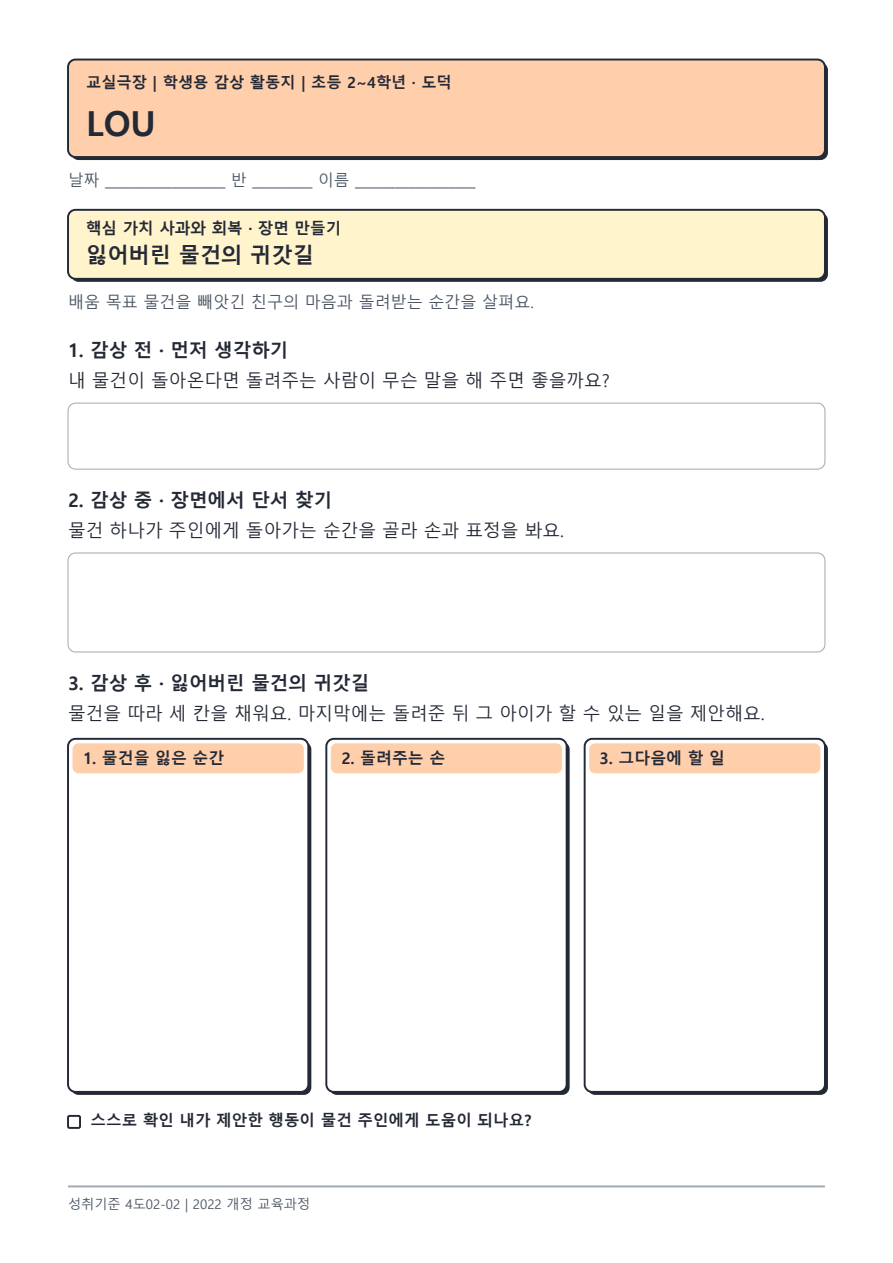 교실극장 | 학생용 감상 활동지 | 초등 2~4학년 · 도덕
LOU
날짜 _______________ 반 _______ 이름 _______________
핵심 가치 사과와 회복 · 장면 만들기
잃어버린 물건의 귀갓길
배움 목표 물건을 빼앗긴 친구의 마음과 돌려받는 순간을 살펴요.
1. 감상 전 · 먼저 생각하기
내 물건이 돌아온다면 돌려주는 사람이 무슨 말을 해 주면 좋을까요?
2. 감상 중 · 장면에서 단서 찾기
물건 하나가 주인에게 돌아가는 순간을 골라 손과 표정을 봐요.
3. 감상 후 · 잃어버린 물건의 귀갓길
물건을 따라 세 칸을 채워요. 마지막에는 돌려준 뒤 그 아이가 할 수 있는 일을 제안해요.
1. 물건을 잃은 순간
2. 돌려주는 손
3. 그다음에 할 일
스스로 확인 내가 제안한 행동이 물건 주인에게 도움이 되나요?
성취기준 4도02-02 | 2022 개정 교육과정